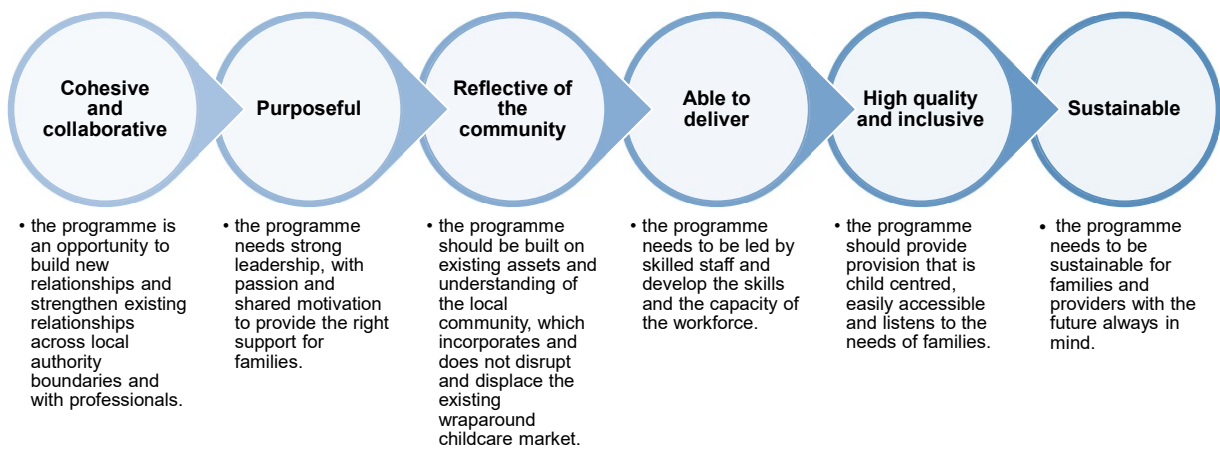 Cohesive
and
collaborative
• the programme is
an opportunity to
build new
relationships and
strengthen existing
relationships
across local
authority
boundaries and
with professionals.
Purposeful
• the programme
needs strong
leadership, with
passion and
shared motivation
to provide the right
support for
families.
Reflective of
the
community
• the programme
should be built on
existing assets and
understanding of
the local
community, which
incorporates and
does not disrupt
and displace the
existing
wraparound
childcare market.
Able to
deliver
• the programme
needs to be led by
skilled staff and
develop the skills
and the capacity of
the workforce.
High quality
and inclusive
• the programme
should provide
provision that is
child centred,
easily accessible
and listens to the
needs of families.
Sustainable
• the programme
needs to be
sustainable for
families and
providers with the
future always in
mind.